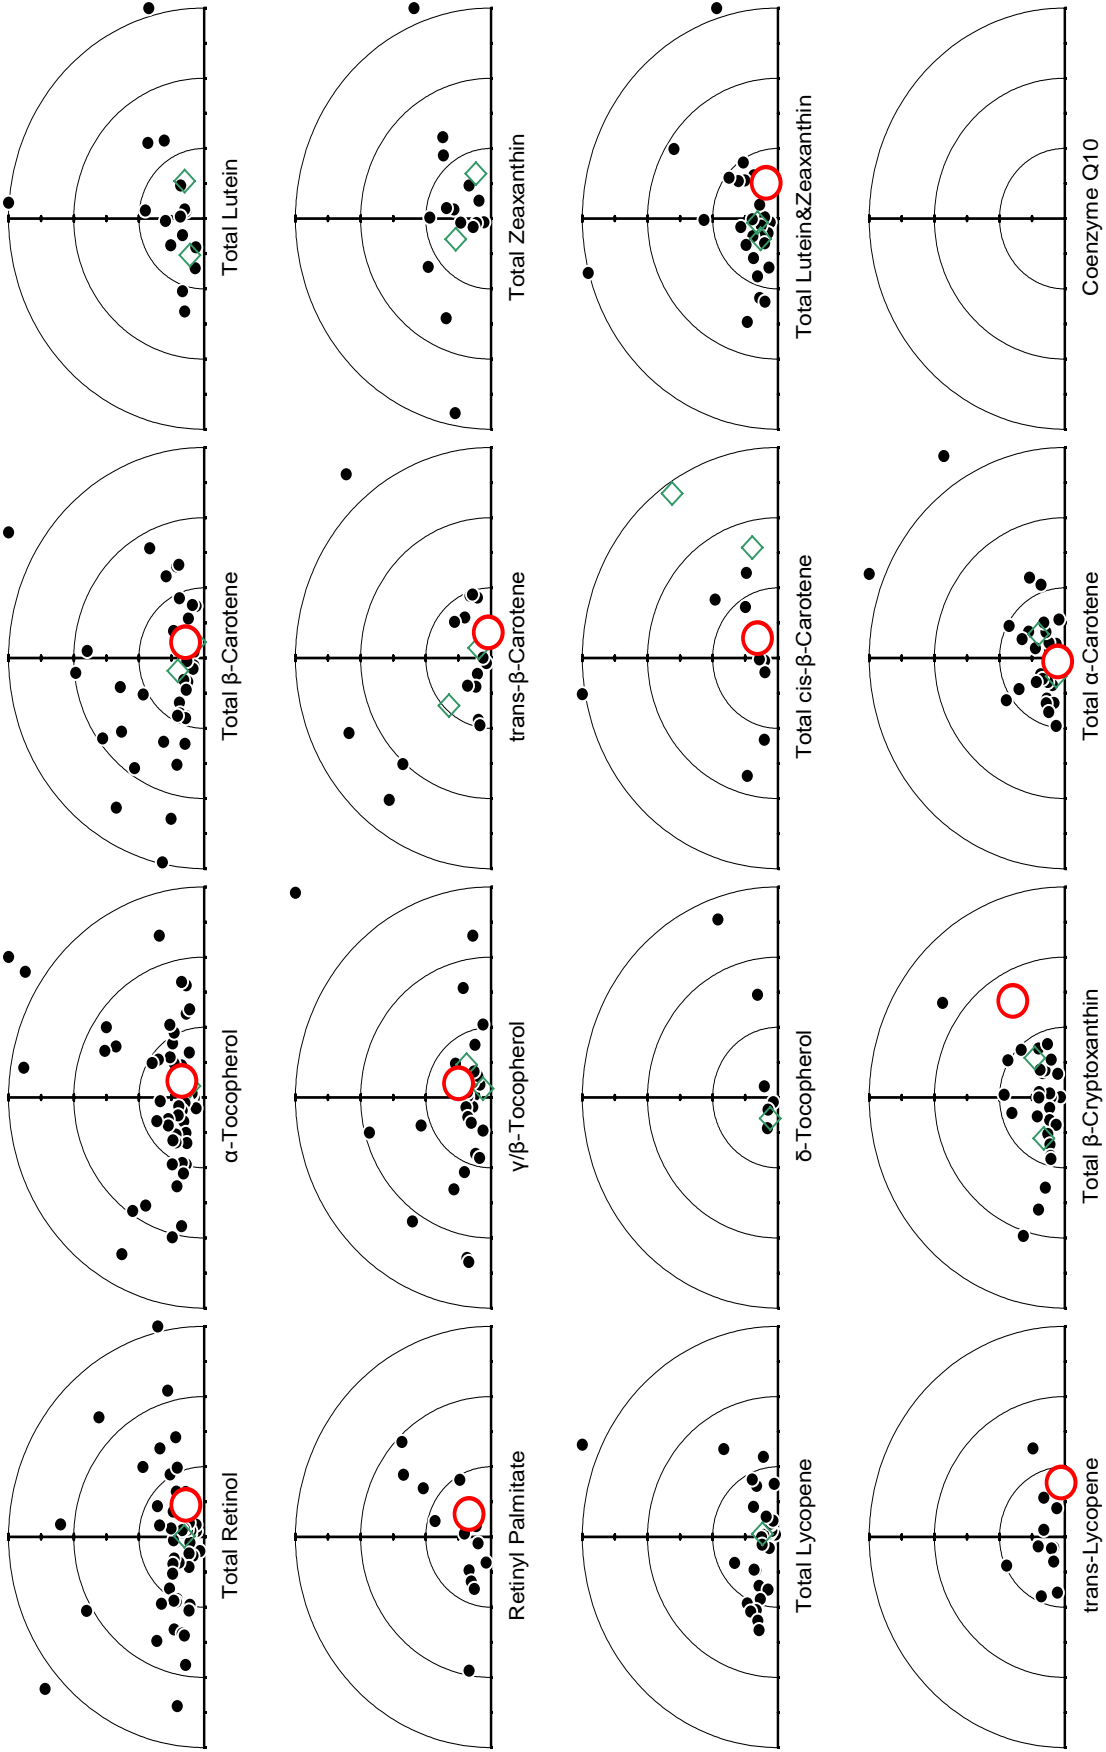 Total Retinol
α-Tocopherol
Total β-Carotene
Total Lutein
Retinyl Palmitate
γ/β-Tocopherol
trans-β-Carotene
Total Zeaxanthin
Total Lycopene
δ-Tocopherol
Total cis-β-Carotene
Total Lutein&Zeaxanthin
trans-Lycopene
Total β-Cryptoxanthin
Total α-Carotene
Coenzyme Q10